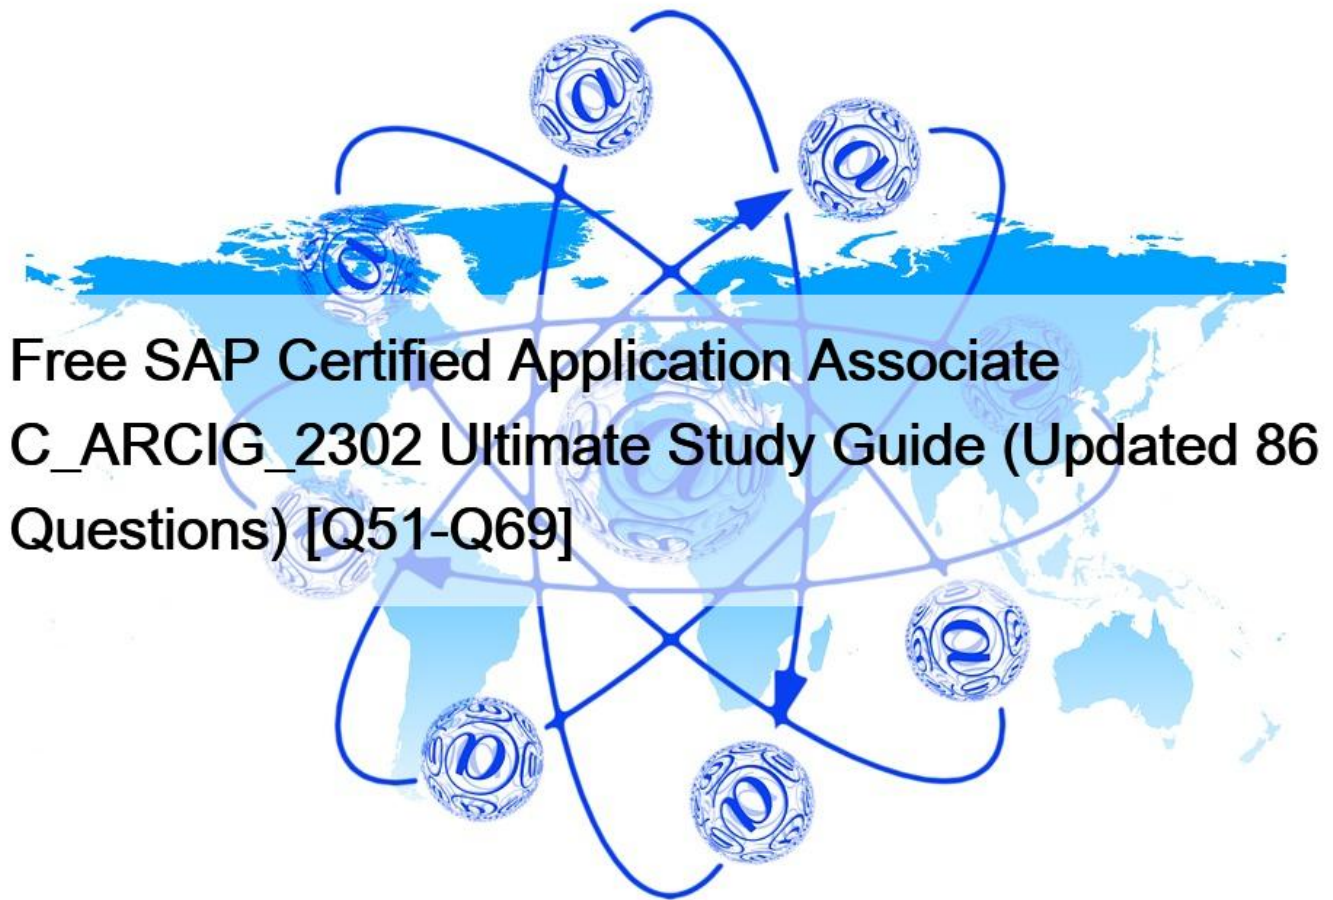 Free SAP Certified Application Associate
C_ARCIG_2302 Ultimate Study Guide (Updated 86
Questions) [Q51-Q69]